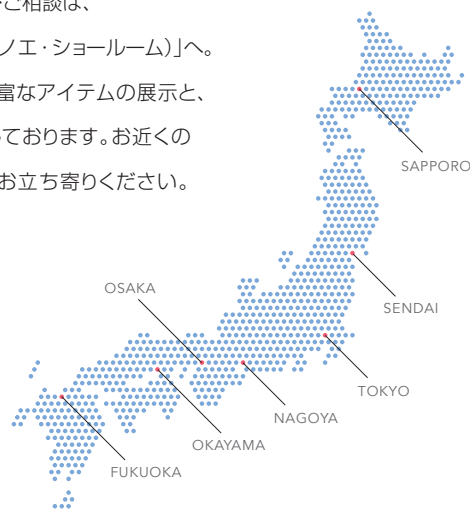 ご相談は、
ノエ・ショールーム)」へ。
富なアイテムの展示と、
ております。お近くの
お立ち寄りください。
SAPPORO
OSAKA
SENDAI
TOKYO
NAGOYA
OKAYAMA
FUKUOKA